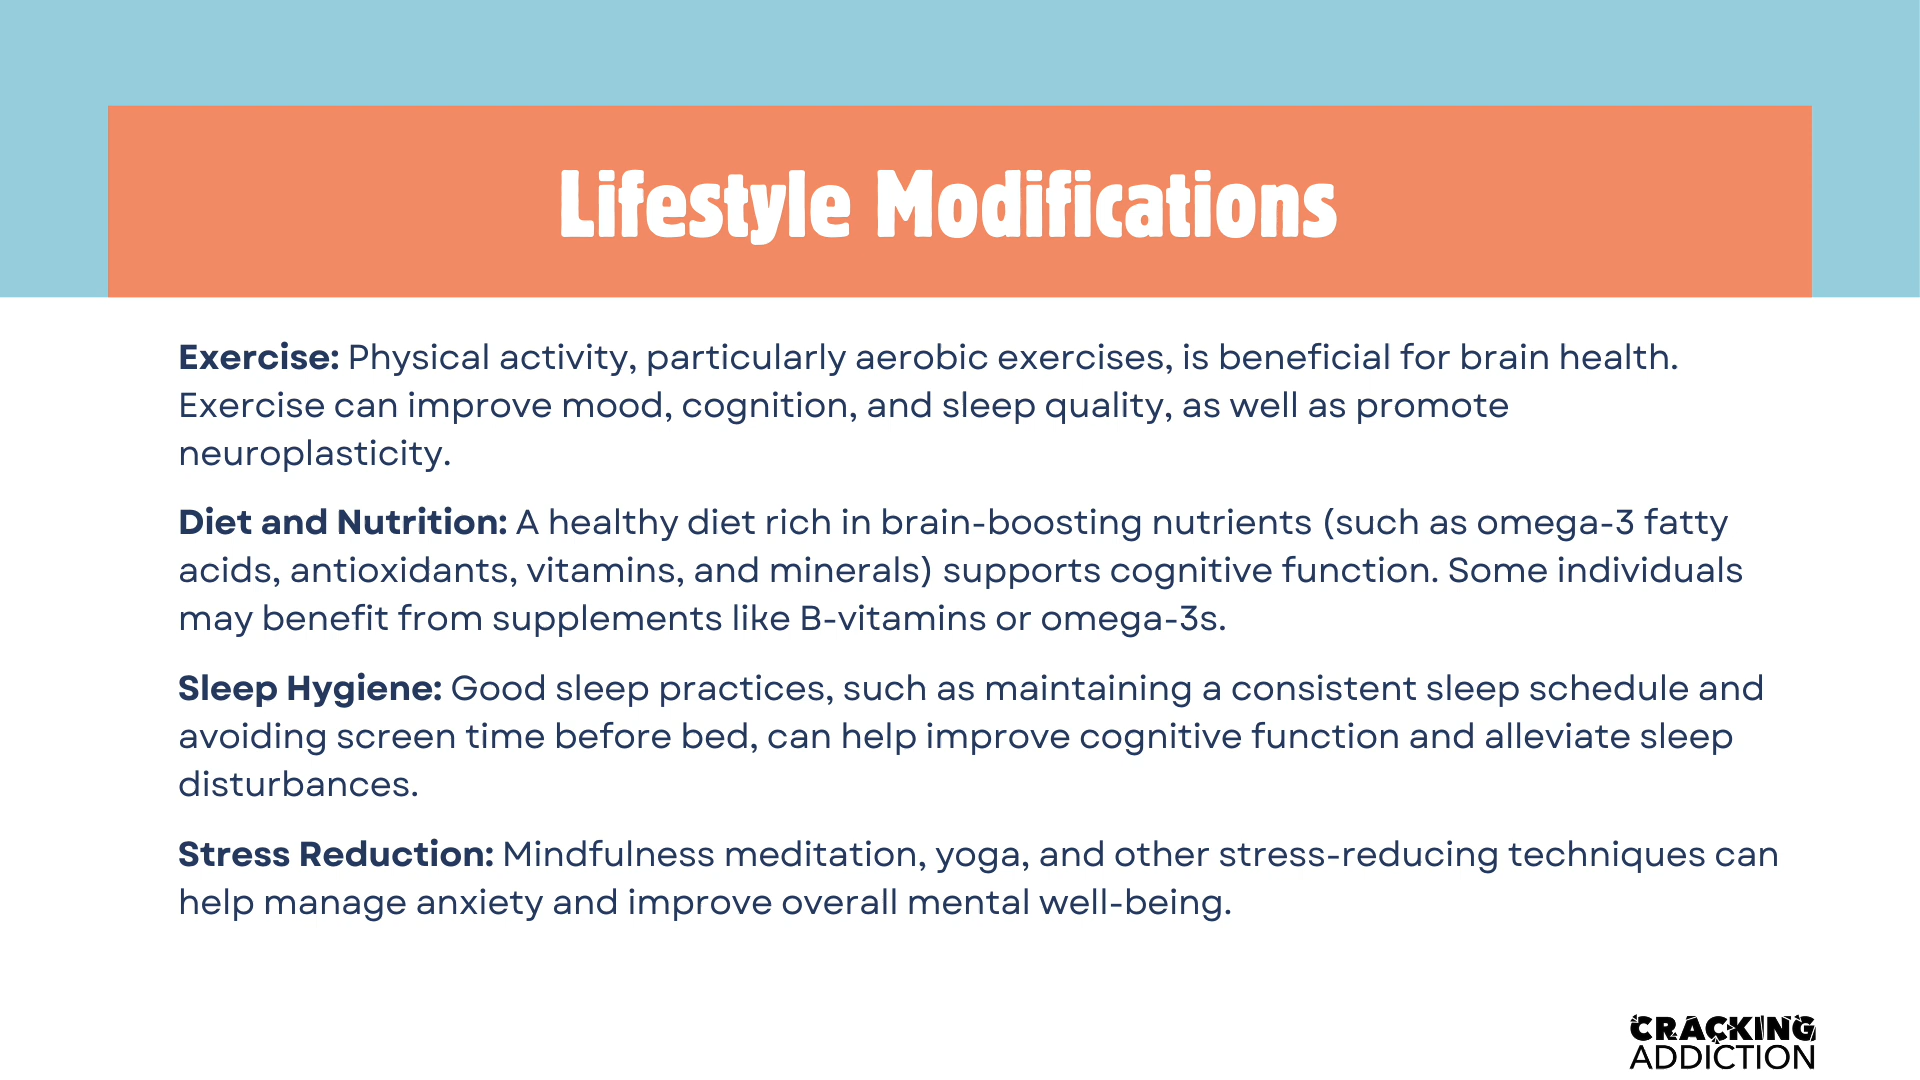 Lifestyle Modifications
Exercise: Physical activity, particularly aerobic exercises, is beneficial for brain health.
Exercise can improve mood, cognition, and sleep quality, as well as promote
neuroplasticity.
Diet and Nutrition: A healthy diet rich in brain-boosting nutrients (such as omega-3 fatty
acids, antioxidants, vitamins, and minerals) supports cognitive function. Some individuals
may benefit from supplements like B-vitamins or omega-3s.
Sleep Hygiene: Good sleep practices, such as maintaining a consistent sleep schedule and
avoiding screen time before bed, can help improve cognitive function and alleviate sleep
disturbances.
Stress Reduction: Mindfulness meditation, yoga, and other stress-reducing techniques can
help manage anxiety and improve overall mental well-being.
CRACKING
ADDICTION